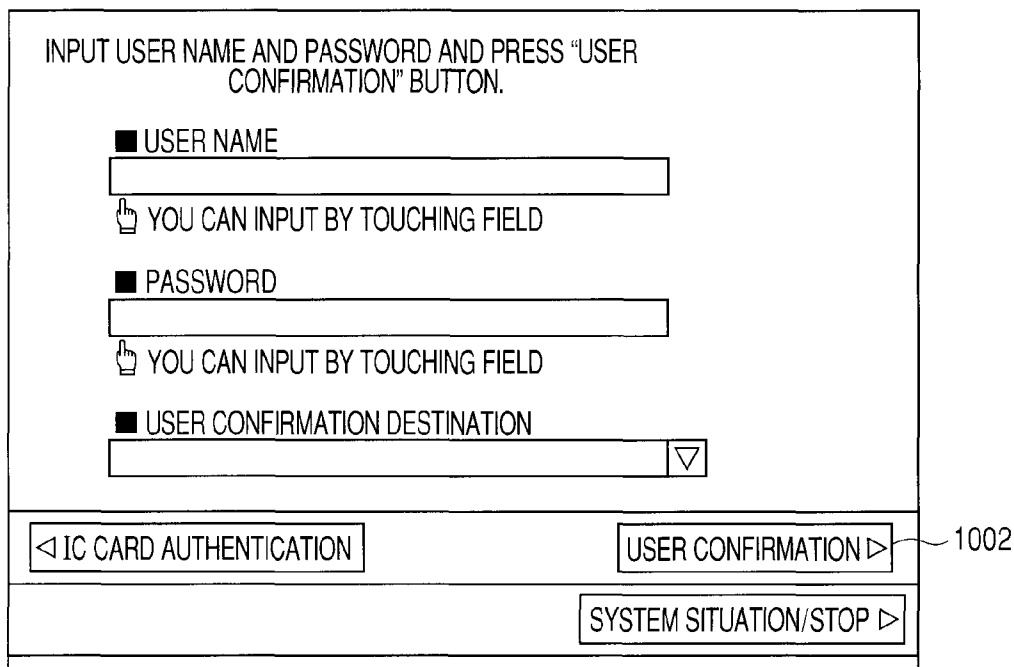 INPUT USER NAME AND PASSWORD AND PRESS “USER
CONFIRMATION” BUTTON.
■ USER NAME
YOU CAN INPUT BY TOUCHING FIELD
■ PASSWORD
YOU CAN INPUT BY TOUCHING FIELD
■ USER CONFIRMATION DESTINATION
◁ IC CARD AUTHENTICATION
USER CONFIRMATION ▷
1002
SYSTEM SITUATION/STOP ▷